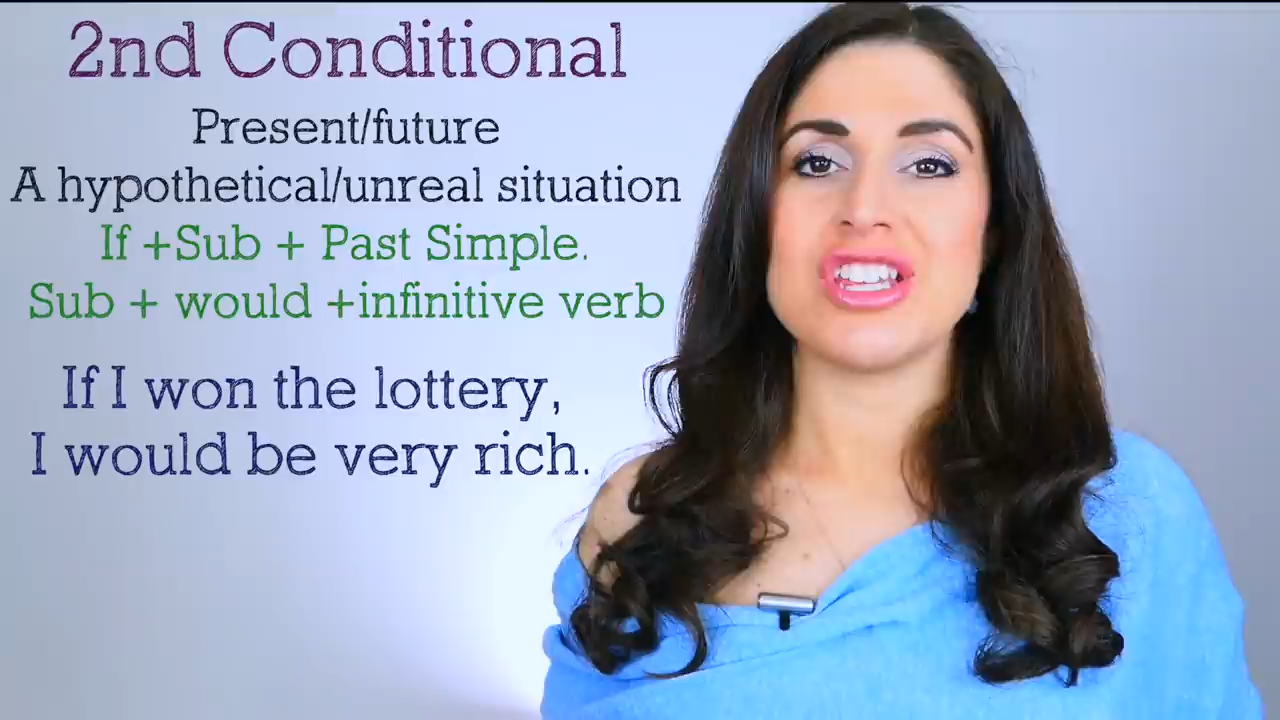 2nd Conditional
Present/future
A hypothetical/unreal situation
If +Sub + Past Simple.
Sub + would +infinitive verb
If I won the lottery,
I would be very rich.